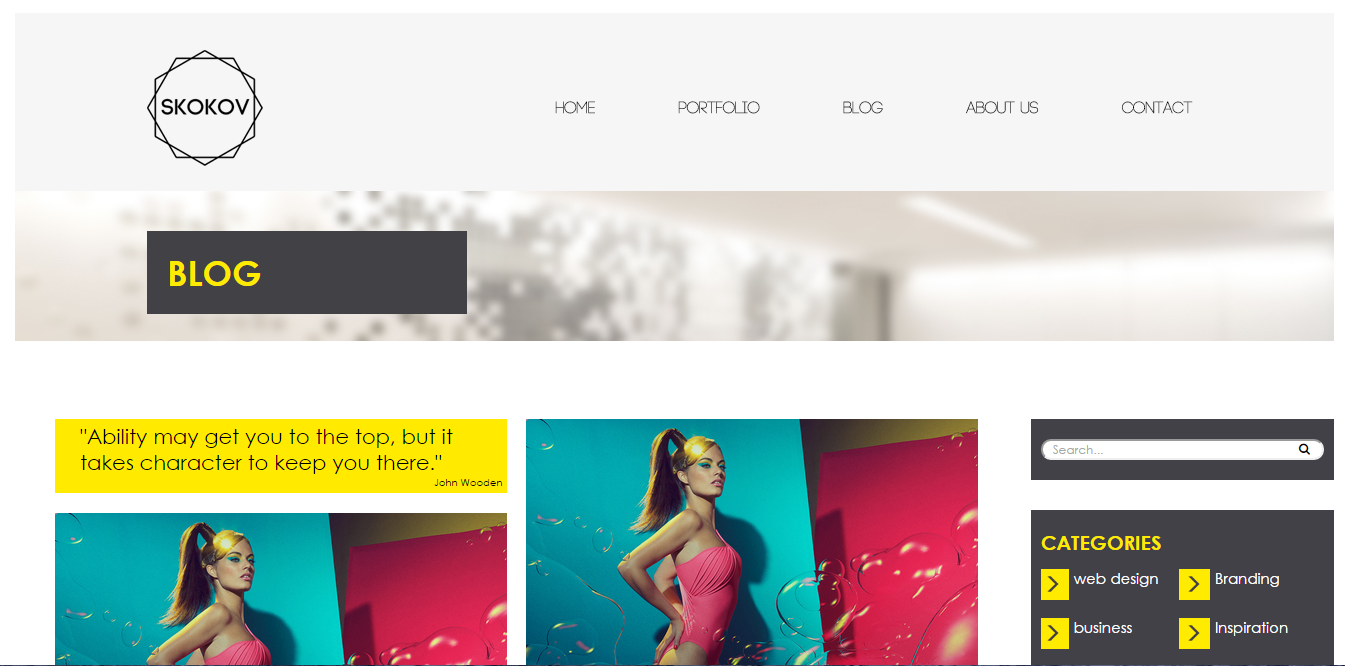 SKOKOV
HOME
PORTFOLIO
BLOG
ABOUT US
CONTACT
BLOG
"Ability may get you to the top, but it
takes character to keep you there."
John Wooden
Search...
CATEGORIES
web design
Branding
business
Inspiration